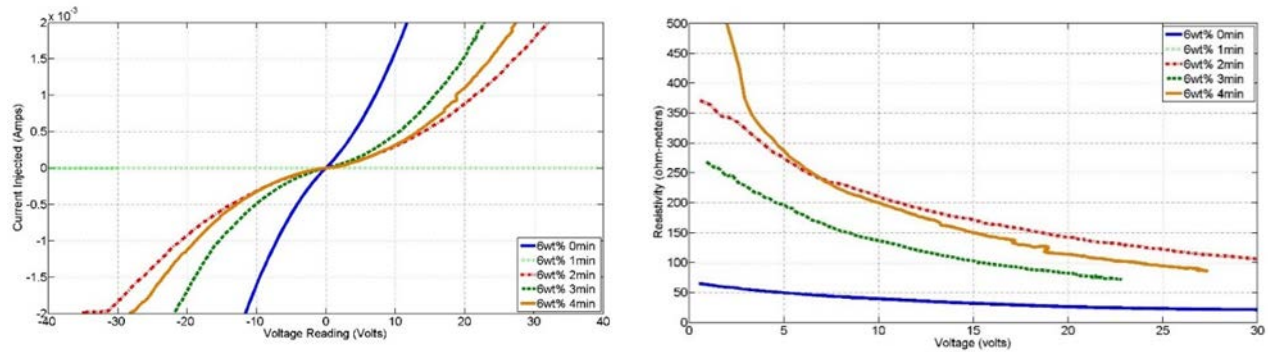 2 x 10^-3
1.5
1
0.5
0
-0.5
-1
-1.5
-2
-40 -30 -20 -10 0 10 20 30 40
Current Injected (Amps)
Voltage Reading (Volts)
6wt% 0min
6wt% 1min
6wt% 2min
6wt% 3min
6wt% 4min
500
450
400
350
300
250
200
150
100
50
0
0 5 10 15 20 25 30
Resistivity (ohm-meters)
Voltage (volts)
6wt% 0min
6wt% 1min
6wt% 2min
6wt% 3min
6wt% 4min